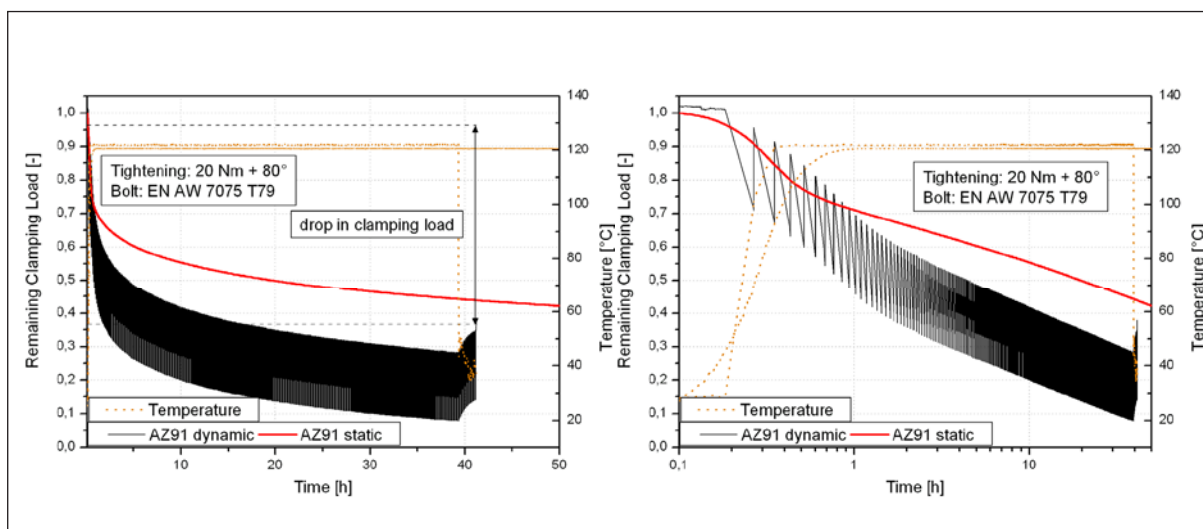 Remaining Clamping Load [-]
1,0
0,9
0,8
0,7
0,6
0,5
0,4
0,3
0,2
0,1
0,0
Tightening: 20 Nm + 80°
Bolt: EN AW 7075 T79
drop in clamping load
Temperature
AZ91 dynamic AZ91 static
10 20 30 40 50
Time [h]
140
120
100
80
60
40
20
Temperature [°C]
Remaining Clamping Load [-]
1,0
0,9
0,8
0,7
0,6
0,5
0,4
0,3
0,2
0,1
0,0
Tightening: 20 Nm + 80°
Bolt: EN AW 7075 T79
Temperature
AZ91 dynamic AZ91 static
0,1 1 10
Time [h]
140
120
100
80
60
40
20
Temperature [°C]